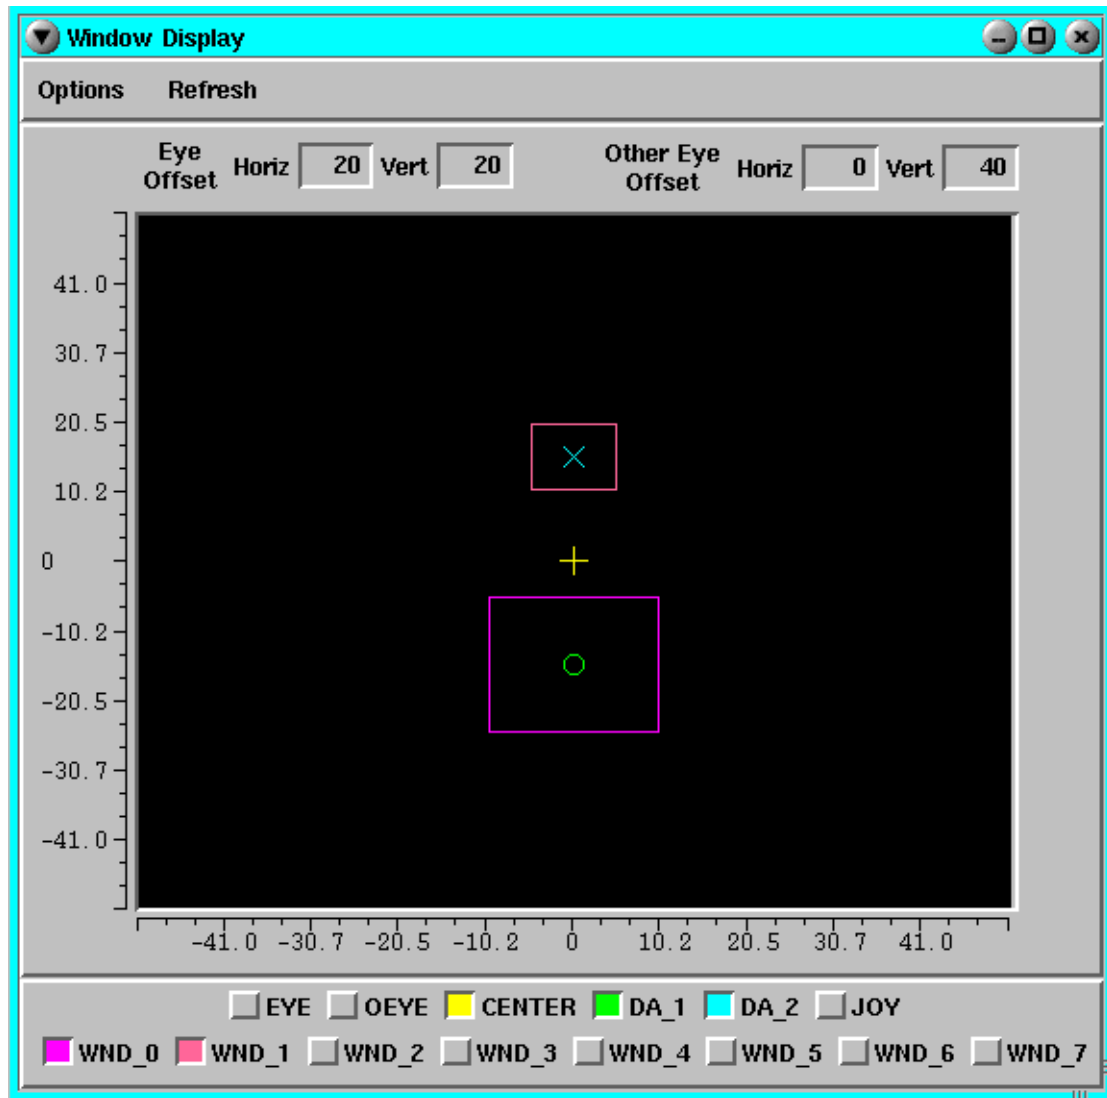 Window Display
Options Refresh
Eye Offset Horiz 20 Vert 20 Other Eye Offset Horiz 0 Vert 40
41.0
30.7
20.5
10.2
0
-10.2
-20.5
-30.7
-41.0
-41.0 -30.7 -20.5 -10.2 0 10.2 20.5 30.7 41.0
EYE OEYE CENTER DA_1 DA_2 JOY
WND_0 WND_1 WND_2 WND_3 WND_4 WND_5 WND_6 WND_7